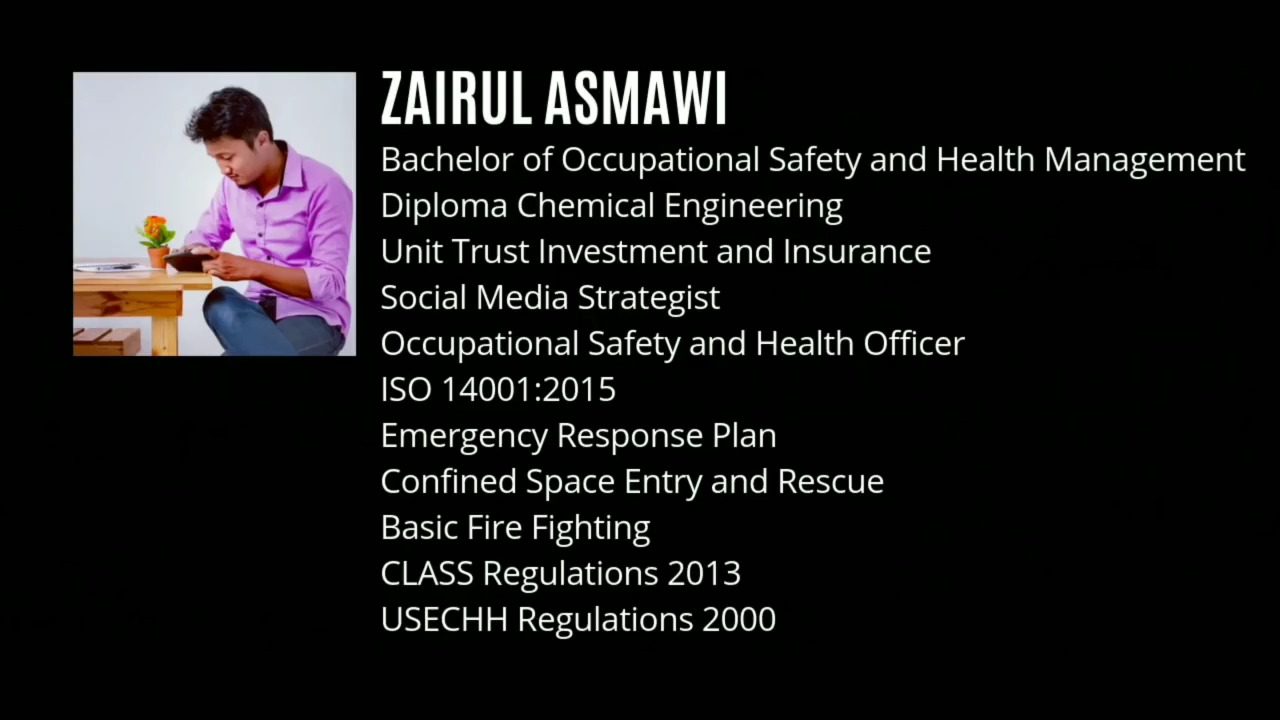 ZAIRUL ASMAWI
Bachelor of Occupational Safety and Health Management
Diploma Chemical Engineering
Unit Trust Investment and Insurance
Social Media Strategist
Occupational Safety and Health Officer
ISO 14001:2015
Emergency Response Plan
Confined Space Entry and Rescue
Basic Fire Fighting
CLASS Regulations 2013
USECHH Regulations 2000